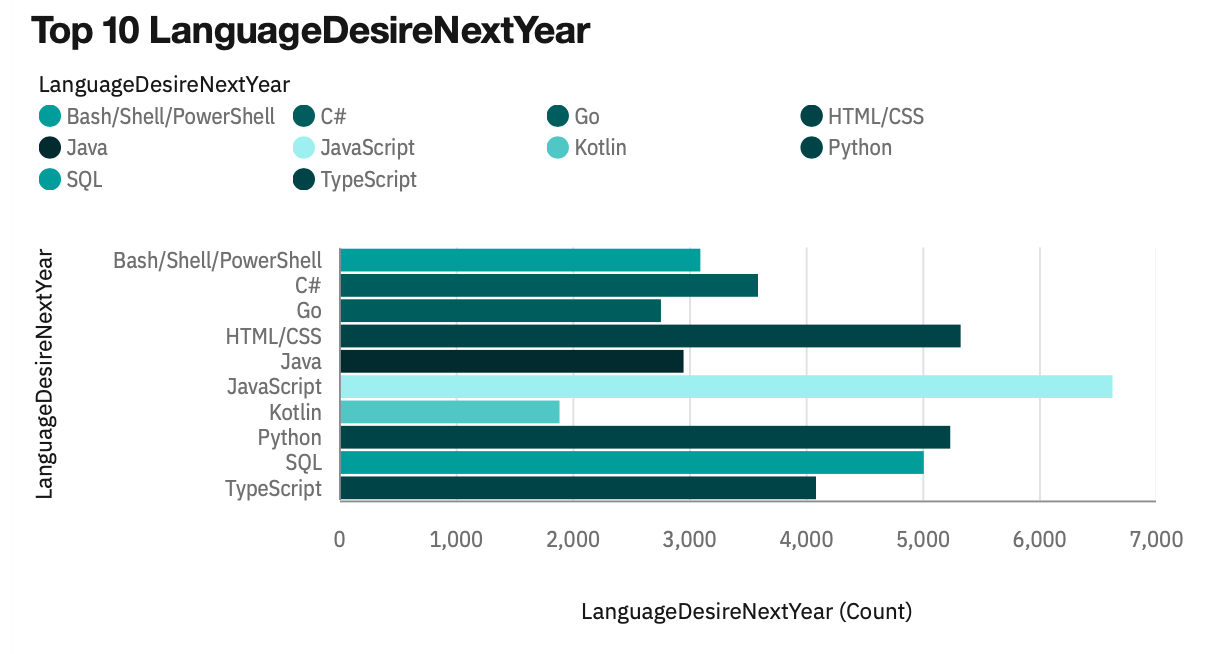 Top 10 LanguageDesireNextYear
LanguageDesireNextYear
Bash/Shell/PowerShell C# Go HTML/CSS
Java JavaScript Kotlin Python
SQL TypeScript
LanguageDesireNextYear
Bash/Shell/PowerShell
C#
Go
HTML/CSS
Java
JavaScript
Kotlin
Python
SQL
TypeScript
0 1,000 2,000 3,000 4,000 5,000 6,000 7,000
LanguageDesireNextYear (Count)